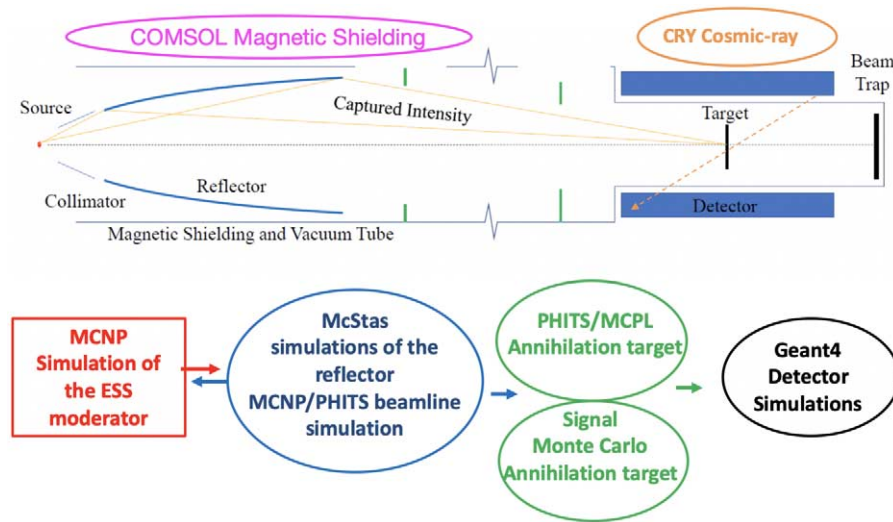 COMSOL Magnetic Shielding
CRY Cosmic-ray
Beam
Trap
Source
Captured Intensity
Target
Reflector
Collimator
Detector
Magnetic Shielding and Vacuum Tube
MCNP
Simulation of
the ESS
moderator
McStas
simulations of the
reflector
MCNP/PHITS beamline
simulation
PHITS/MCPL
Annihilation target
Signal
Monte Carlo
Annihilation target
Geant4
Detector
Simulations